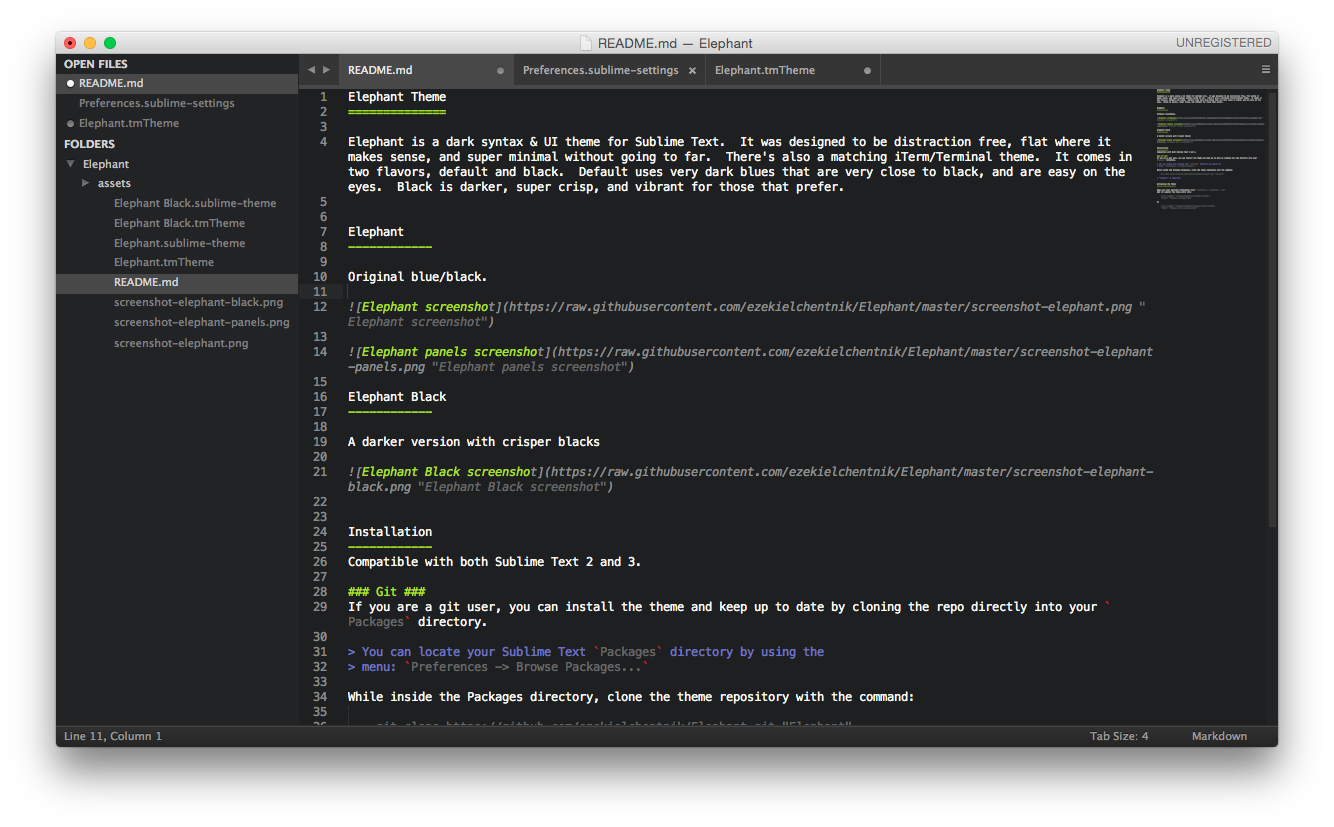 README.md — Elephant
UNREGISTERED
OPEN FILES
README.md
Preferences.sublime-settings
Elephant.tmTheme
FOLDERS
Elephant
assets
Elephant Black.sublime-theme
Elephant Black.tmTheme
Elephant.sublime-theme
Elephant.tmTheme
README.md
screenshot-elephant-black.png
screenshot-elephant-panels.png
screenshot-elephant.png
README.md
Preferences.sublime-settings
Elephant.tmTheme
1 Elephant Theme
2 ==============
3
4 Elephant is a dark syntax & UI theme for Sublime Text.  It was designed to be distraction free, flat where it
makes sense, and super minimal without going to far.  There's also a matching iTerm/Terminal theme.  It comes in
two flavors, default and black.  Default uses very dark blues that are very close to black, and are easy on the
eyes.  Black is darker, super crisp, and vibrant for those that prefer.
5
6
7 Elephant
8 ------------
9
10 Original blue/black.
11
12 ![Elephant screenshot](https://raw.githubusercontent.com/ezekielchentnik/Elephant/master/screenshot-elephant.png "
Elephant screenshot")
13
14 ![Elephant panels screenshot](https://raw.githubusercontent.com/ezekielchentnik/Elephant/master/screenshot-elephant
-panels.png "Elephant panels screenshot")
15
16 Elephant Black
17 ------------
18
19 A darker version with crisper blacks
20
21 ![Elephant Black screenshot](https://raw.githubusercontent.com/ezekielchentnik/Elephant/master/screenshot-elephant-
black.png "Elephant Black screenshot")
22
23
24 Installation
25 ------------
26 Compatible with both Sublime Text 2 and 3.
27
28 ### Git ###
29 If you are a git user, you can install the theme and keep up to date by cloning the repo directly into your `
Packages` directory.
30
31 > You can locate your Sublime Text `Packages` directory by using the
32 > menu: `Preferences -> Browse Packages...`
33
34 While inside the Packages directory, clone the theme repository with the command:
35
36 git clone https://github.com/ezekielchentnik/Elephant.git "Elephant"
Line 11, Column 1
Tab Size: 4
Markdown